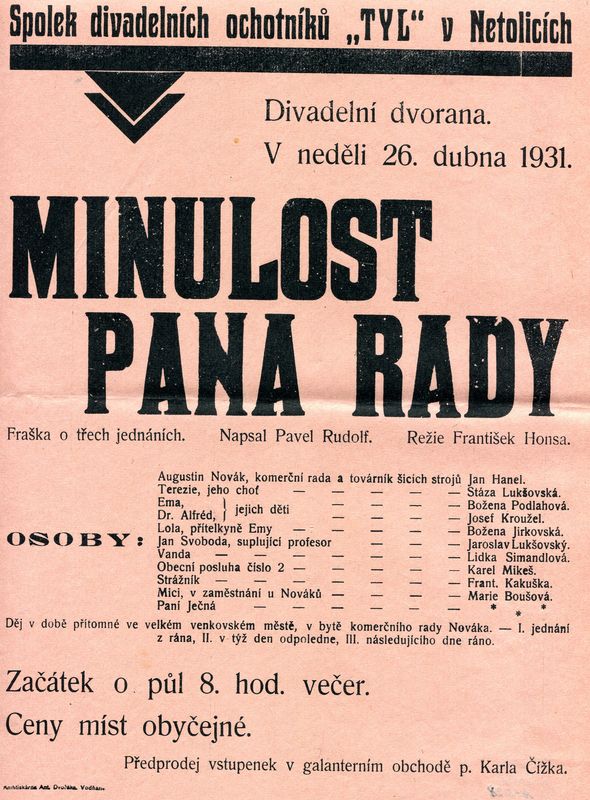 Spolek divadelních ochotníků „TYL“ v Netolicích
Divadelní dvorana.
V neděli 26. dubna 1931.
MINULOST
PANA RADY
Fraška o třech jednáních. Napsal Pavel Rudolf. Režie František Honsa.
OSOBY:
Augustin Novák, komerční rada a továrník šicích strojů Jan Hanel.
Terezie, jeho choť — — — — — Stáza Lukšovská.
Ema, } jejich děti — — — — Božena Podlahová.
Dr. Alfréd, Josef Kroužel.
Lola, přítelkyně Emy — — — — — Božena Jirkovská.
Jan Svoboda, suplující profesor — — — — Jaroslav Lukšovský.
Vanda — — — — — — — Lidka Simandlová.
Obecní posluha číslo 2 — — — — — Karel Mikeš.
Strážník — — — — — — — Frant. Kakuška.
Mici, v zaměstnání u Nováků — — — — Marie Boušová.
Paní Ječná — — — — — — * * *
Děj v době přítomné ve velkém venkovském městě, v bytě komerčního rady Nováka. — I. jednání
z rána, II. v týž den odpoledne, III. následujícího dne ráno.
Začátek o půl 8. hod. večer.
Ceny míst obyčejné.
Předprodej vstupenek v galanterním obchodě p. Karla Čížka.
Knihtiskárna Ant. Dvořáka, Vodňany